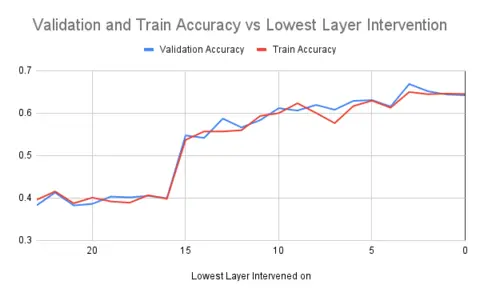 Validation and Train Accuracy vs Lowest Layer Intervention
Validation Accuracy Train Accuracy
0.7
0.6
0.5
0.4
0.3
20 15 10 5 0
Lowest Layer Intervened on